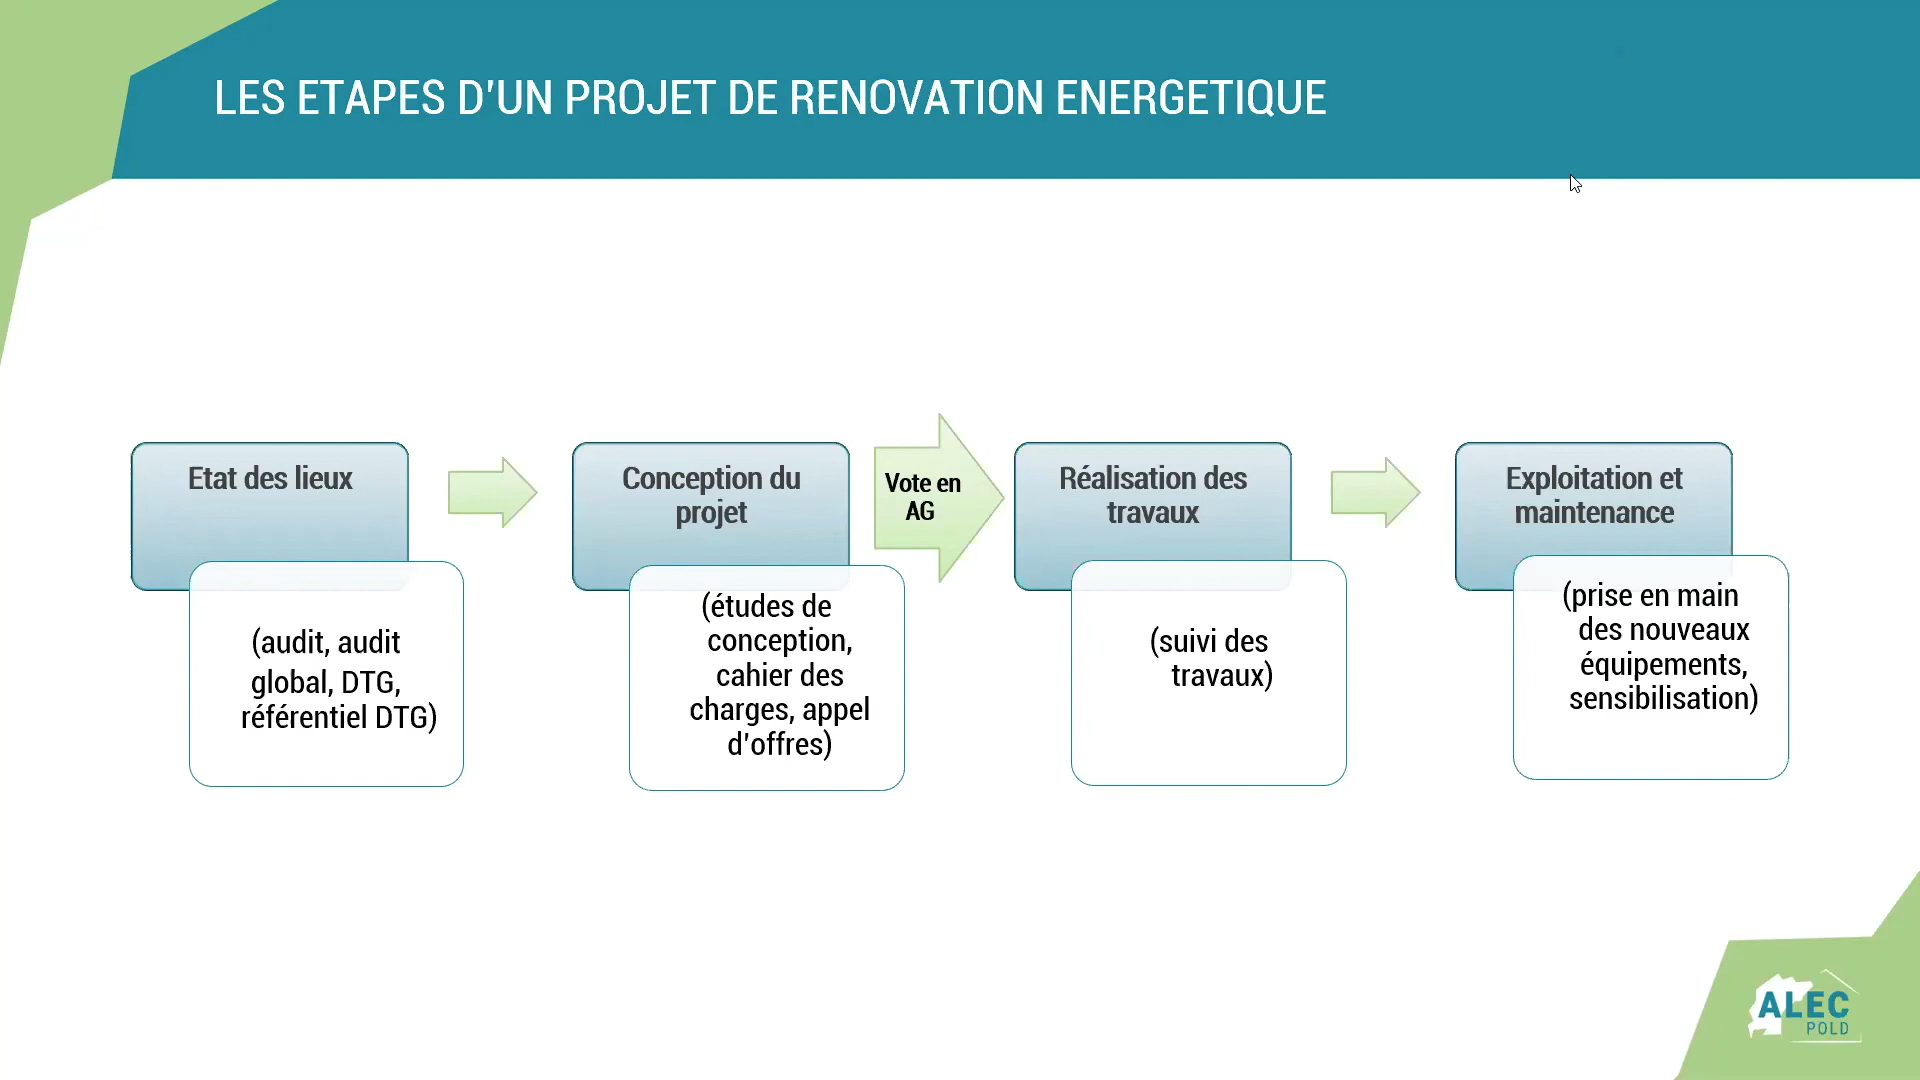 LES ETAPES D'UN PROJET DE RENOVATION ENERGETIQUE
Etat des lieux
(audit, audit
global, DTG,
référentiel DTG)
Conception du
projet
(études de
conception,
cahier des
charges, appel
d'offres)
Vote en
AG
Réalisation des
travaux
(suivi des
travaux)
Exploitation et
maintenance
(prise en main
des nouveaux
équipements,
sensibilisation)
ALEC
POLD